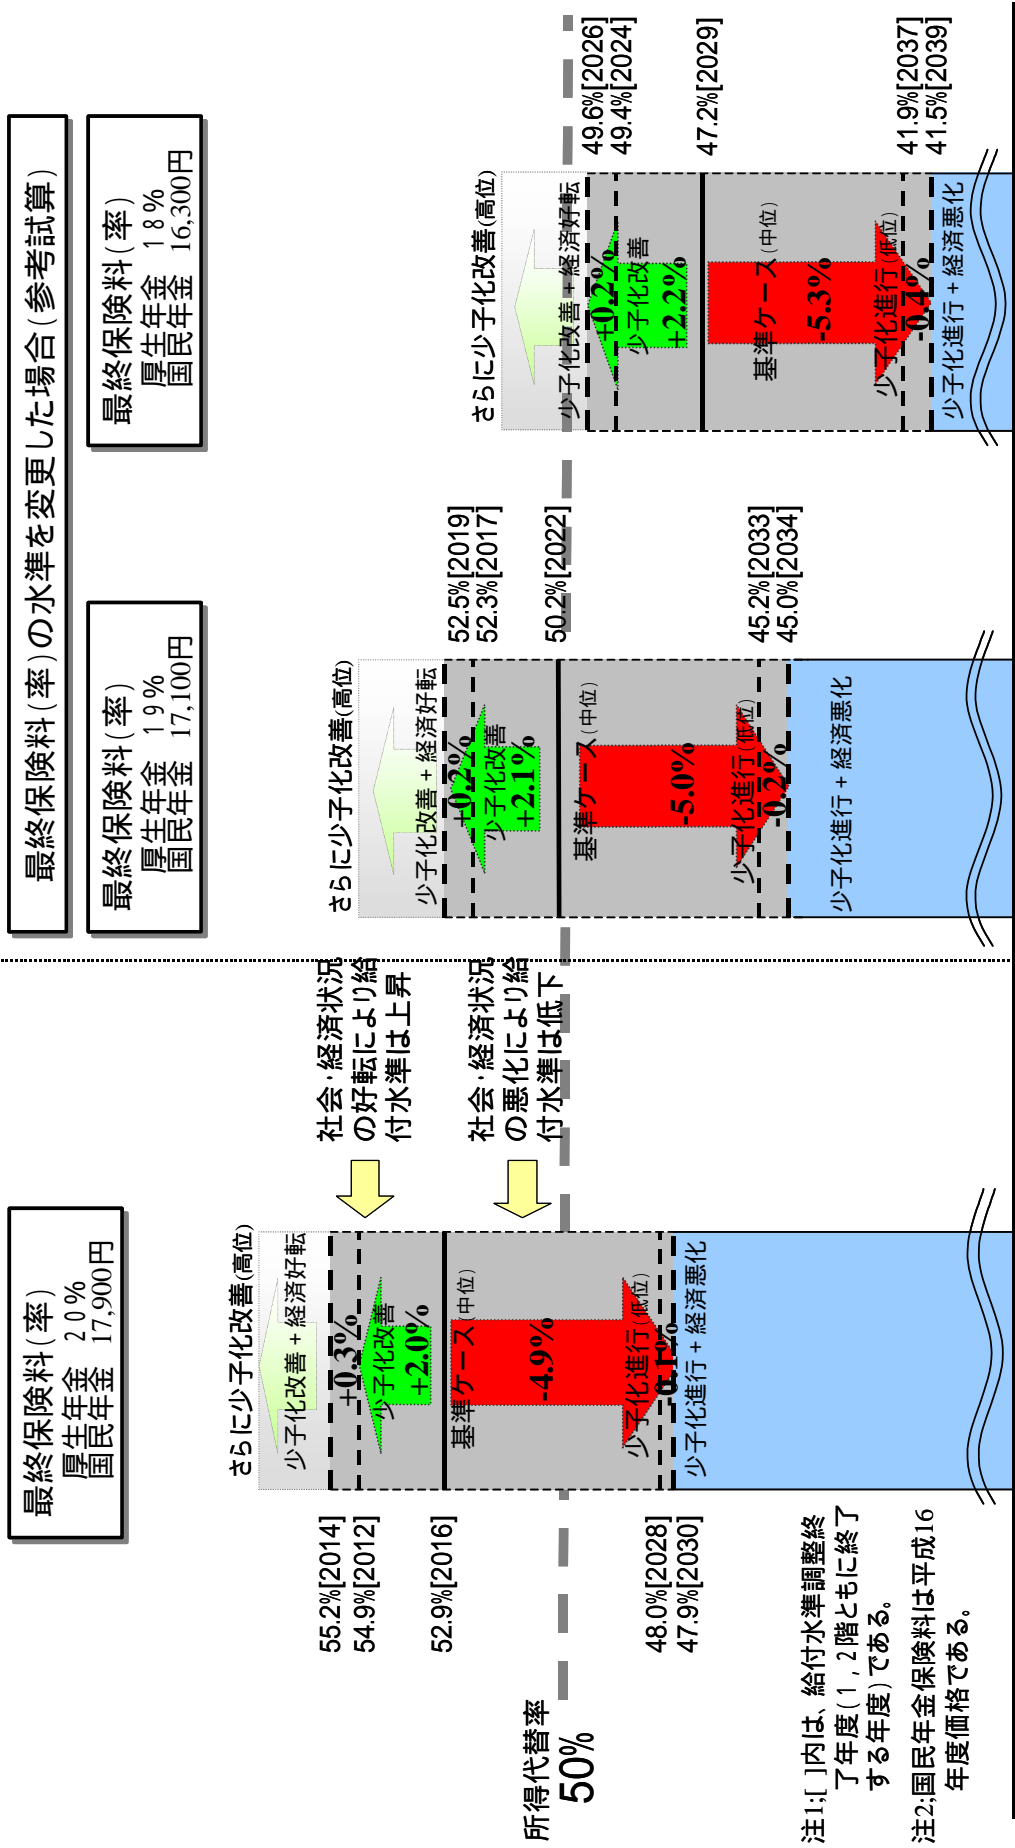 最終保険料(率)
厚生年金 20%
国民年金 17,900円
最終保険料(率)の水準を変更した場合(参考試算)
最終保険料(率)
厚生年金 19%
国民年金 17,100円
最終保険料(率)
厚生年金 18%
国民年金 16,300円
さらに少子化改善(高位)
少子化改善+経済好転
55.2%[2014]
+0.3%
54.9%[2012]
少子化改善
+2.0%
52.9%[2016]
基準ケース(中位)
-4.9%
少子化進行(低位)
48.0%[2028]
-0.1%
47.9%[2030]
少子化進行+経済悪化
社会・経済状況
の好転により給
付水準は上昇
社会・経済状況
の悪化により給
付水準は低下
所得代替率
50%
さらに少子化改善(高位)
少子化改善+経済好転
52.5%[2019]
+0.2%
52.3%[2017]
少子化改善
+2.1%
50.2%[2022]
基準ケース(中位)
-5.0%
少子化進行(低位)
45.2%[2033]
-0.2%
45.0%[2034]
少子化進行+経済悪化
さらに少子化改善(高位)
少子化改善+経済好転
49.6%[2026]
+0.2%
49.4%[2024]
少子化改善
+2.2%
47.2%[2029]
基準ケース(中位)
-5.3%
少子化進行(低位)
41.9%[2037]
-0.4%
41.5%[2039]
少子化進行+経済悪化
注1;[ ]内は、給付水準調整終
了年度(1,2階ともに終了
する年度)である。
注2;国民年金保険料は平成16
年度価格である。